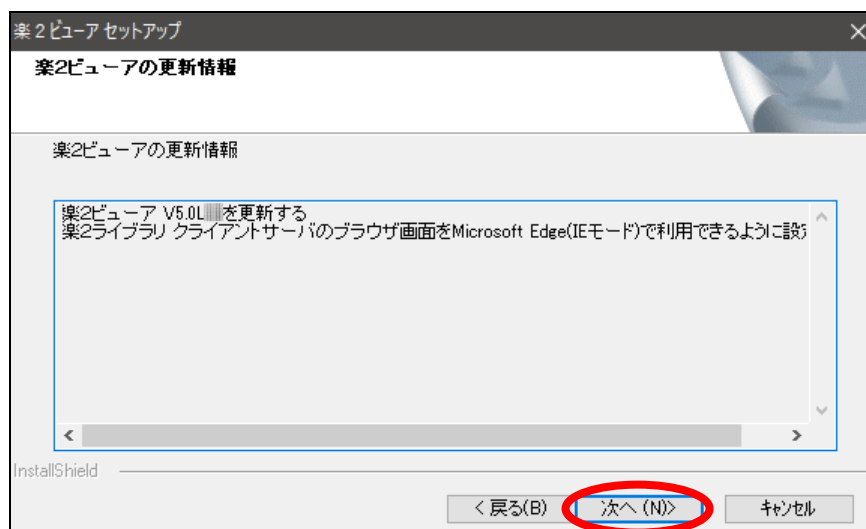 楽２ビューア セットアップ
楽2ビューアの更新情報
楽2ビューアの更新情報
楽2ビューア V5.0L を更新する
楽2ライブラリ クライアントサーバのブラウザ画面をMicrosoft Edge(IEモード)で利用できるように設
InstallShield
< 戻る(B)
次へ (N)>
キャンセル